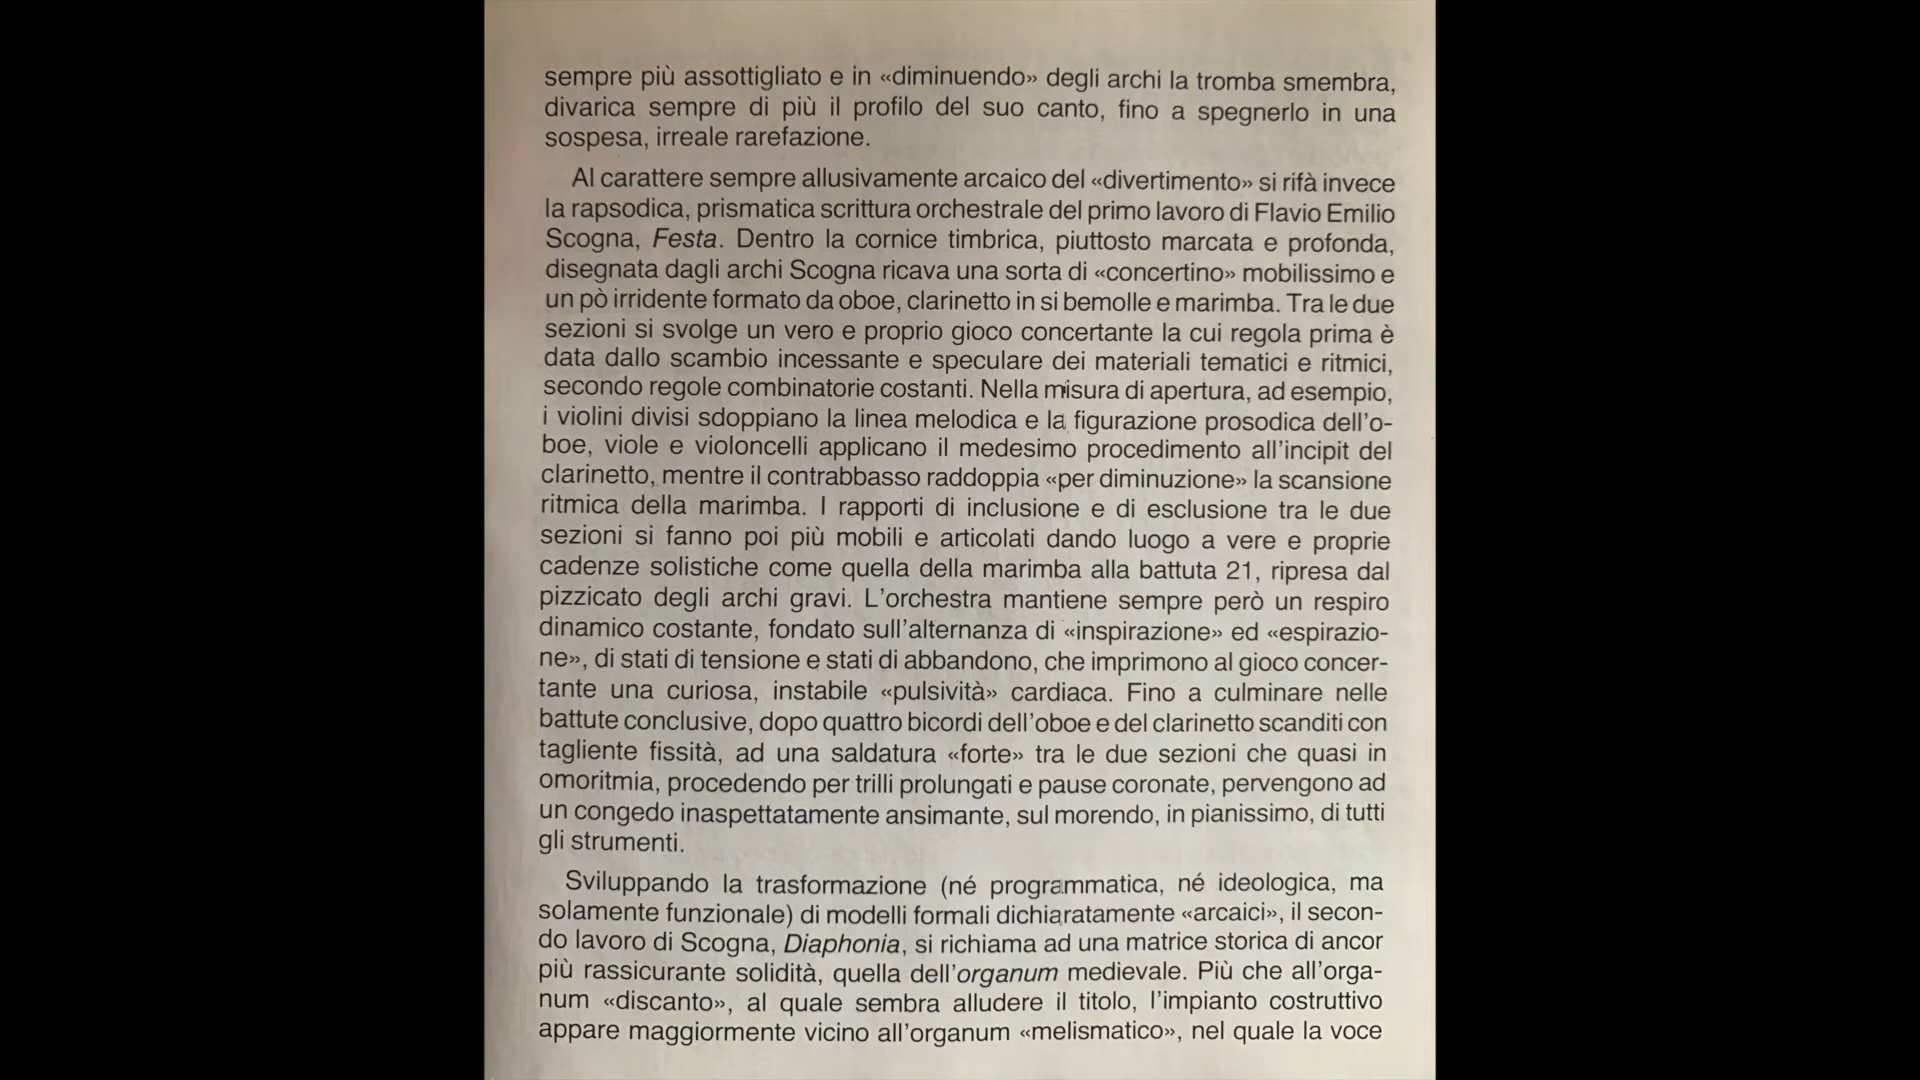 sempre più assottigliato e in «diminuendo» degli archi la tromba smembra,
divarica sempre di più il profilo del suo canto, fino a spegnerlo in una
sospesa, irreale rarefazione.
Al carattere sempre allusivamente arcaico del «divertimento» si rifà invece
la rapsodica, prismatica scrittura orchestrale del primo lavoro di Flavio Emilio
Scogna, Festa. Dentro la cornice timbrica, piuttosto marcata e profonda,
disegnata dagli archi Scogna ricava una sorta di «concertino» mobilissimo e
un pò irridente formato da oboe, clarinetto in si bemolle e marimba. Tra le due
sezioni si svolge un vero e proprio gioco concertante la cui regola prima è
data dallo scambio incessante e speculare dei materiali tematici e ritmici,
secondo regole combinatorie costanti. Nella misura di apertura, ad esempio,
i violini divisi sdoppiano la linea melodica e la figurazione prosodica dell'o-
boe, viole e violoncelli applicano il medesimo procedimento all'incipit del
clarinetto, mentre il contrabbasso raddoppia «per diminuzione» la scansione
ritmica della marimba. I rapporti di inclusione e di esclusione tra le due
sezioni si fanno poi più mobili e articolati dando luogo a vere e proprie
cadenze solistiche come quella della marimba alla battuta 21, ripresa dal
pizzicato degli archi gravi. L'orchestra mantiene sempre però un respiro
dinamico costante, fondato sull'alternanza di «inspirazione» ed «espirazio-
ne», di stati di tensione e stati di abbandono, che imprimono al gioco concer-
tante una curiosa, instabile «pulsività» cardiaca. Fino a culminare nelle
battute conclusive, dopo quattro bicordi dell'oboe e del clarinetto scanditi con
tagliente fissità, ad una saldatura «forte» tra le due sezioni che quasi in
omoritmia, procedendo per trilli prolungati e pause coronate, pervengono ad
un congedo inaspettatamente ansimante, sul morendo, in pianissimo, di tutti
gli strumenti.
Sviluppando la trasformazione (né programmatica, né ideologica, ma
solamente funzionale) di modelli formali dichiaratamente «arcaici», il secon-
do lavoro di Scogna, Diaphonia, si richiama ad una matrice storica di ancor
più rassicurante solidità, quella dell'organum medievale. Più che all'orga-
num «discanto», al quale sembra alludere il titolo, l'impianto costruttivo
appare maggiormente vicino all'organum «melismatico», nel quale la voce